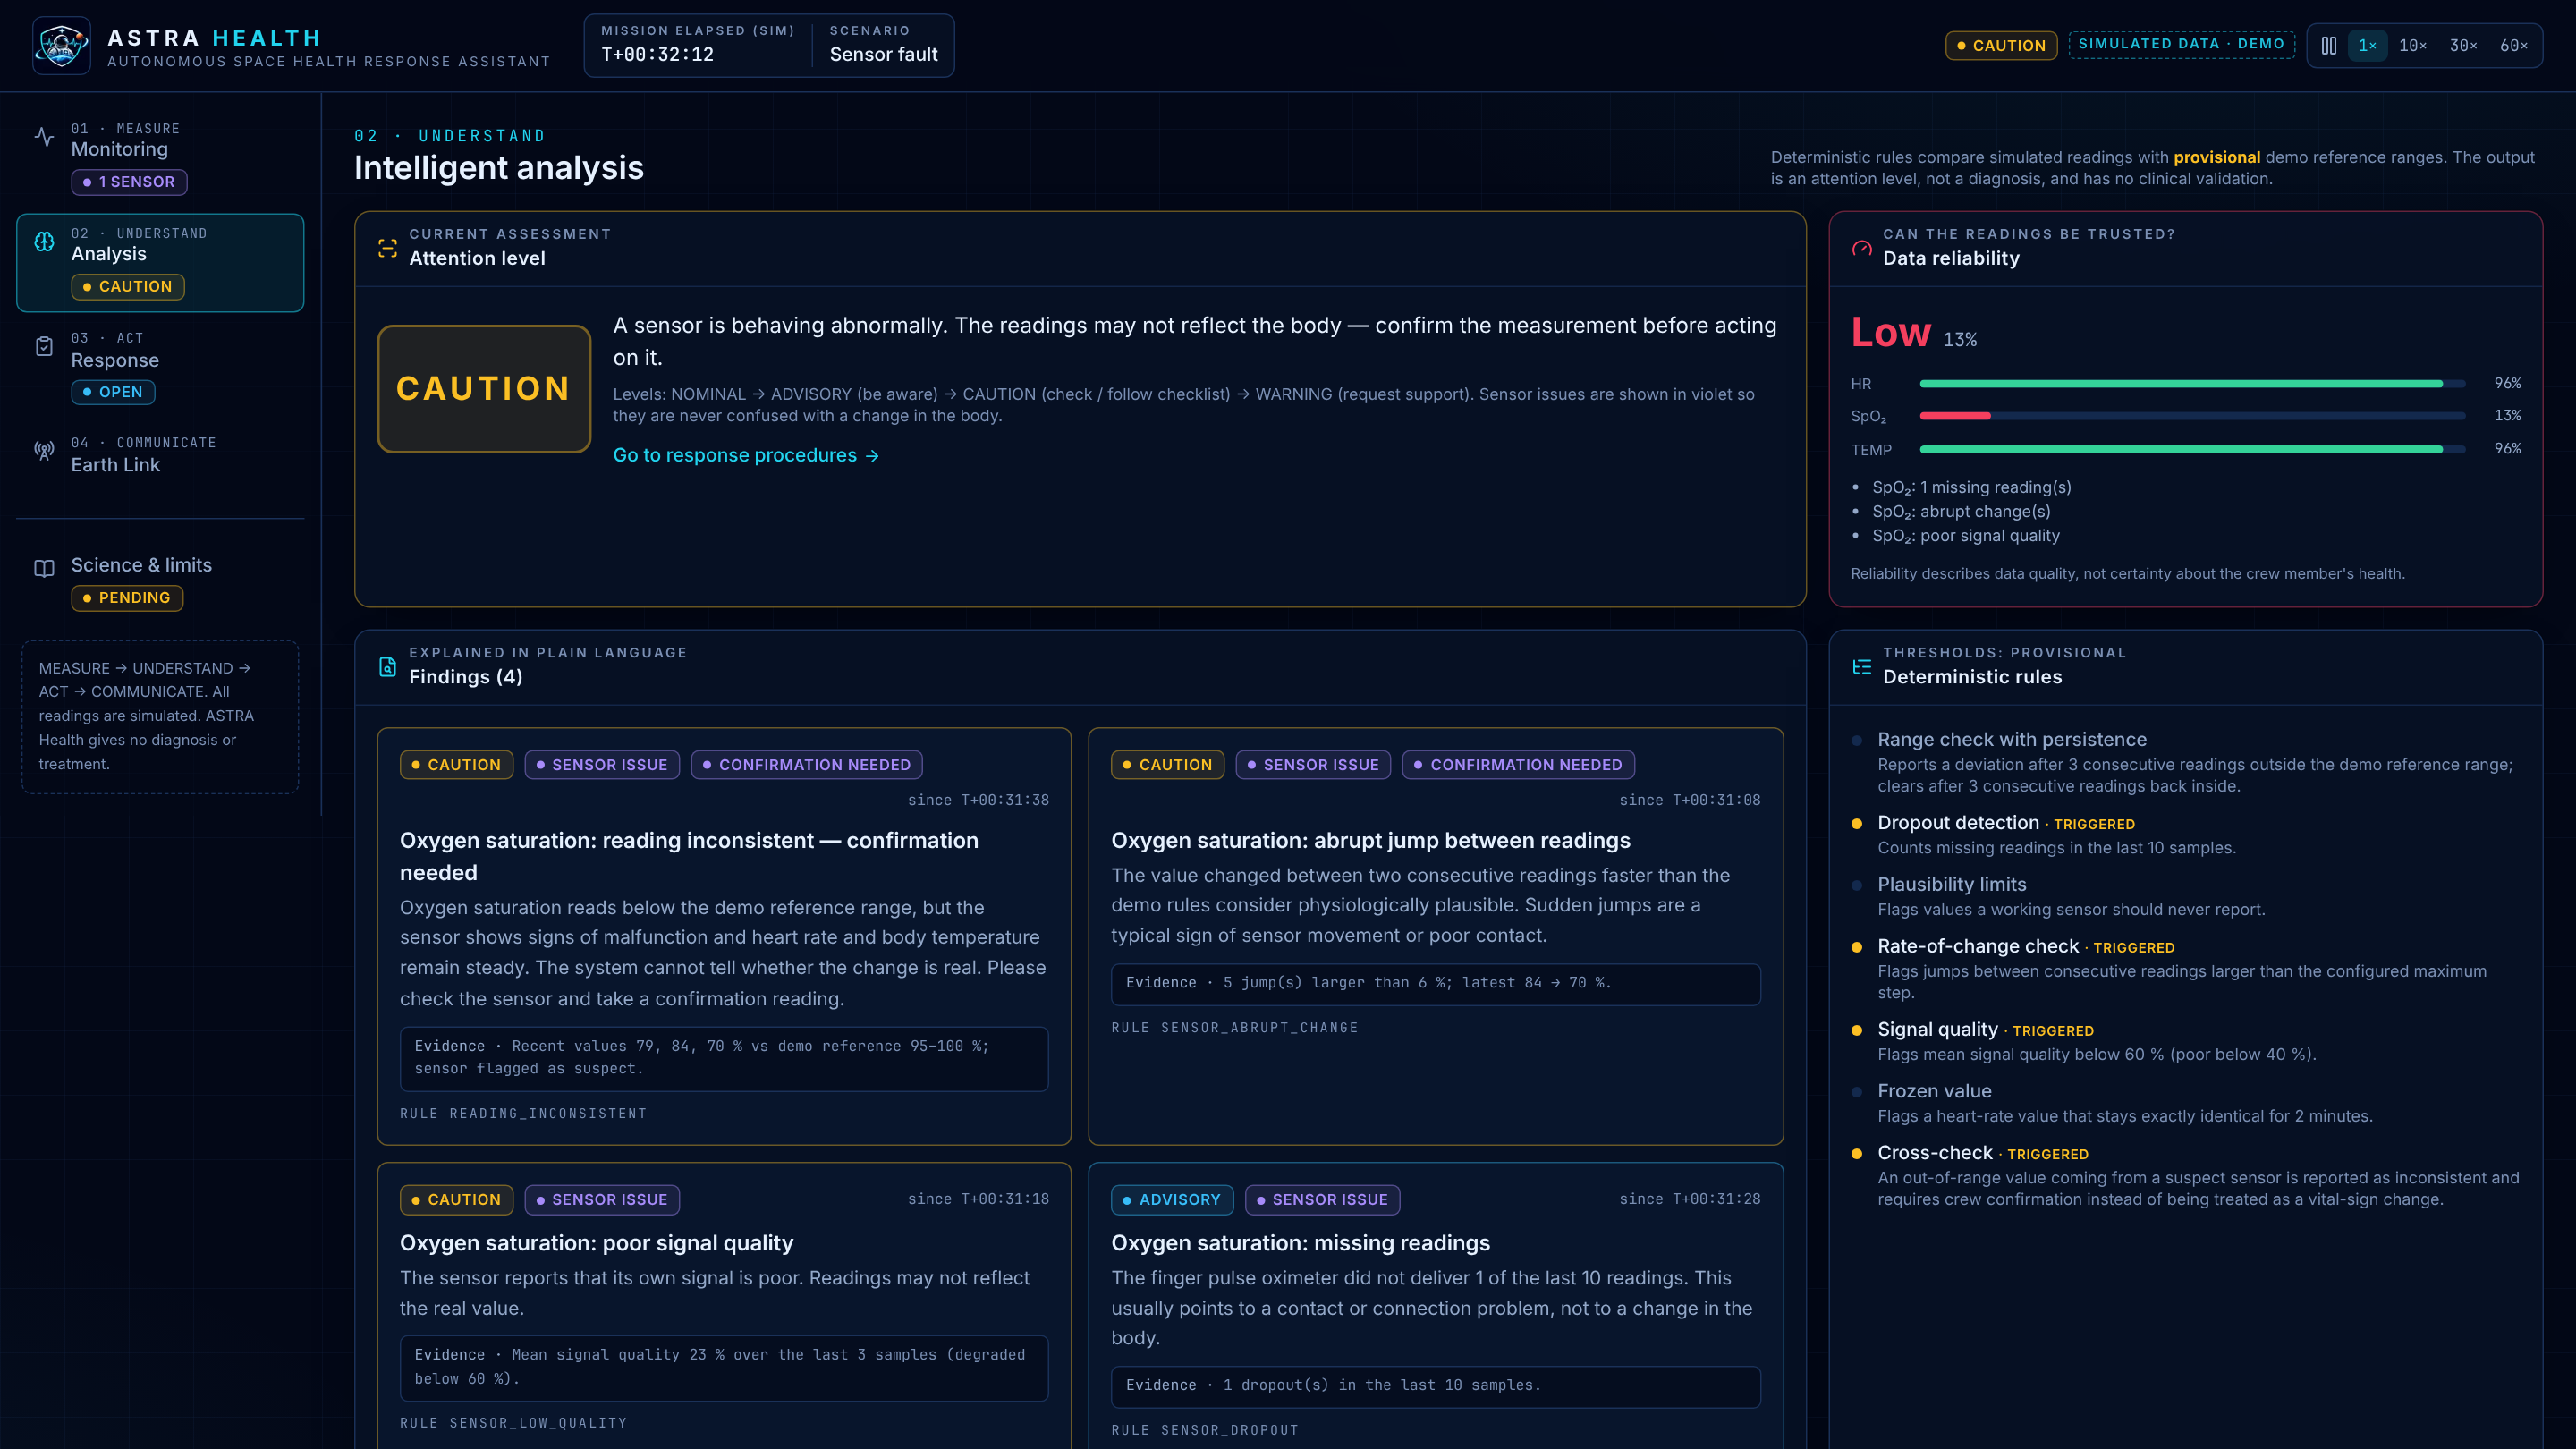 ASTRA HEALTH
AUTONOMOUS SPACE HEALTH RESPONSE ASSISTANT
MISSION ELAPSED (SIM)
T+00:32:12
SCENARIO
Sensor fault
CAUTION
SIMULATED DATA · DEMO
1×
10×
30×
60×
01 · MEASURE
Monitoring
1 SENSOR
02 · UNDERSTAND
Analysis
CAUTION
03 · ACT
Response
OPEN
04 · COMMUNICATE
Earth Link
Science & limits
PENDING
MEASURE → UNDERSTAND →
ACT → COMMUNICATE. All
readings are simulated. ASTRA
Health gives no diagnosis or
treatment.
02 · UNDERSTAND
Intelligent analysis
Deterministic rules compare simulated readings with provisional demo reference ranges. The output
is an attention level, not a diagnosis, and has no clinical validation.
CURRENT ASSESSMENT
Attention level
CAUTION
A sensor is behaving abnormally. The readings may not reflect the body — confirm the measurement before acting
on it.
Levels: NOMINAL → ADVISORY (be aware) → CAUTION (check / follow checklist) → WARNING (request support). Sensor issues are shown in violet so
they are never confused with a change in the body.
Go to response procedures →
CAN THE READINGS BE TRUSTED?
Data reliability
Low 13%
HR 96%
SpO₂ 13%
TEMP 96%
• SpO₂: 1 missing reading(s)
• SpO₂: abrupt change(s)
• SpO₂: poor signal quality
Reliability describes data quality, not certainty about the crew member's health.
EXPLAINED IN PLAIN LANGUAGE
Findings (4)
CAUTION
SENSOR ISSUE
CONFIRMATION NEEDED
since T+00:31:38
Oxygen saturation: reading inconsistent — confirmation
needed
Oxygen saturation reads below the demo reference range, but the
sensor shows signs of malfunction and heart rate and body temperature
remain steady. The system cannot tell whether the change is real. Please
check the sensor and take a confirmation reading.
Evidence · Recent values 79, 84, 70 % vs demo reference 95–100 %;
sensor flagged as suspect.
RULE READING_INCONSISTENT
CAUTION
SENSOR ISSUE
CONFIRMATION NEEDED
since T+00:31:08
Oxygen saturation: abrupt jump between readings
The value changed between two consecutive readings faster than the
demo rules consider physiologically plausible. Sudden jumps are a
typical sign of sensor movement or poor contact.
Evidence · 5 jump(s) larger than 6 %; latest 84 → 70 %.
RULE SENSOR_ABRUPT_CHANGE
CAUTION
SENSOR ISSUE
since T+00:31:18
Oxygen saturation: poor signal quality
The sensor reports that its own signal is poor. Readings may not reflect
the real value.
Evidence · Mean signal quality 23 % over the last 3 samples (degraded
below 60 %).
RULE SENSOR_LOW_QUALITY
ADVISORY
SENSOR ISSUE
since T+00:31:28
Oxygen saturation: missing readings
The finger pulse oximeter did not deliver 1 of the last 10 readings. This
usually points to a contact or connection problem, not to a change in the
body.
Evidence · 1 dropout(s) in the last 10 samples.
RULE SENSOR_DROPOUT
THRESHOLDS: PROVISIONAL
Deterministic rules
Range check with persistence
Reports a deviation after 3 consecutive readings outside the demo reference range;
clears after 3 consecutive readings back inside.
Dropout detection · TRIGGERED
Counts missing readings in the last 10 samples.
Plausibility limits
Flags values a working sensor should never report.
Rate-of-change check · TRIGGERED
Flags jumps between consecutive readings larger than the configured maximum
step.
Signal quality · TRIGGERED
Flags mean signal quality below 60 % (poor below 40 %).
Frozen value
Flags a heart-rate value that stays exactly identical for 2 minutes.
Cross-check · TRIGGERED
An out-of-range value coming from a suspect sensor is reported as inconsistent and
requires crew confirmation instead of being treated as a vital-sign change.